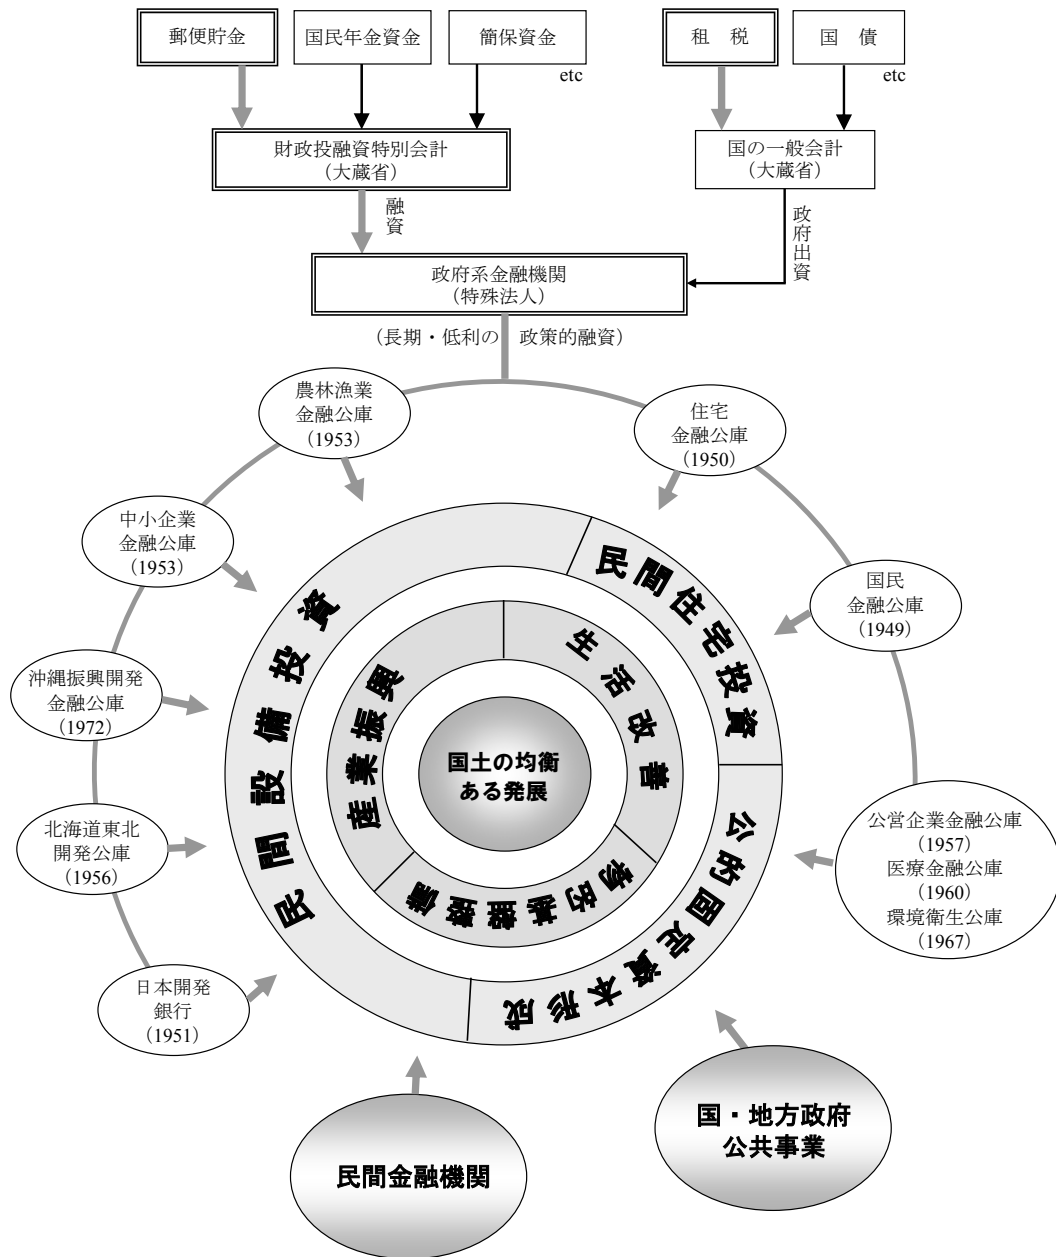 郵便貯金
国民年金資金
簡保資金
etc
租　税
国　債
etc
財政投融資特別会計
（大蔵省）
国の一般会計
（大蔵省）
融資
政府出資
政府系金融機関
（特殊法人）
（長期・低利の　政策的融資）
農林漁業
金融公庫
（1953）
住宅
金融公庫
（1950）
中小企業
金融公庫
（1953）
国民
金融公庫
（1949）
沖縄振興開発
金融公庫
（1972）
北海道東北
開発公庫
（1956）
日本開発
銀行
（1951）
公営企業金融公庫
（1957）
医療金融公庫
（1960）
環境衛生公庫
（1967）
民間設備投資
民間住宅投資
公的固定資本形成
産業振興
生活改善
物的基盤整備
国土の均衡
ある発展
民間金融機関
国・地方政府
公共事業